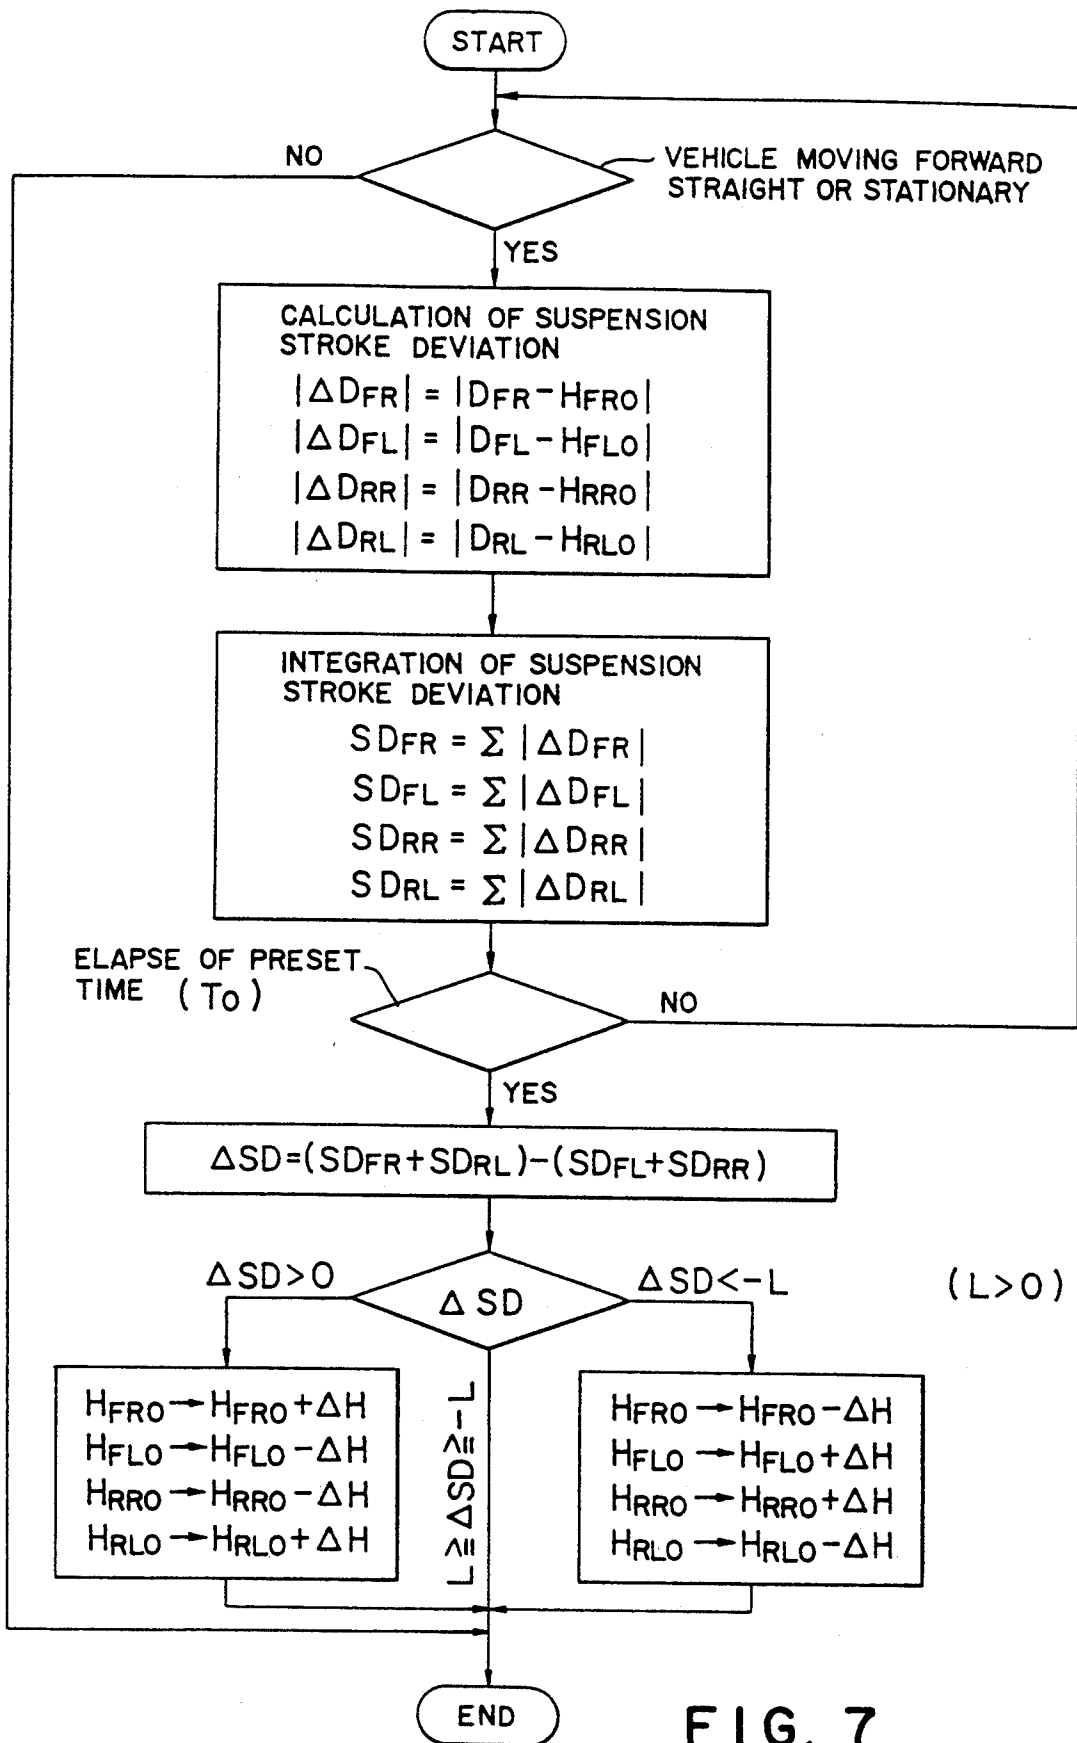 START
NO
VEHICLE MOVING FORWARD
STRAIGHT OR STATIONARY
YES
CALCULATION OF SUSPENSION
STROKE DEVIATION
|ΔDFR| = |DFR-HFRO|
|ΔDFL| = |DFL-HFLO|
|ΔDRR| = |DRR-HRRO|
|ΔDRL| = |DRL-HRLO|
INTEGRATION OF SUSPENSION
STROKE DEVIATION
SDFR = Σ |ΔDFR|
SDFL = Σ |ΔDFL|
SDRR = Σ |ΔDRR|
SDRL = Σ |ΔDRL|
ELAPSE OF PRESET
TIME (TO)
NO
YES
ΔSD=(SDFR+SDRL)-(SDFL+SDRR)
ΔSD>O
ΔSD
ΔSD<-L
(L>O)
HFRO→HFRO+ΔH
HFLO→HFLO-ΔH
HRRO→HRRO-ΔH
HRLO→HRLO+ΔH
L≧ΔSD≧-L
HFRO→HFRO-ΔH
HFLO→HFLO+ΔH
HRRO→HRRO+ΔH
HRLO→HRLO-ΔH
END
FIG. 7